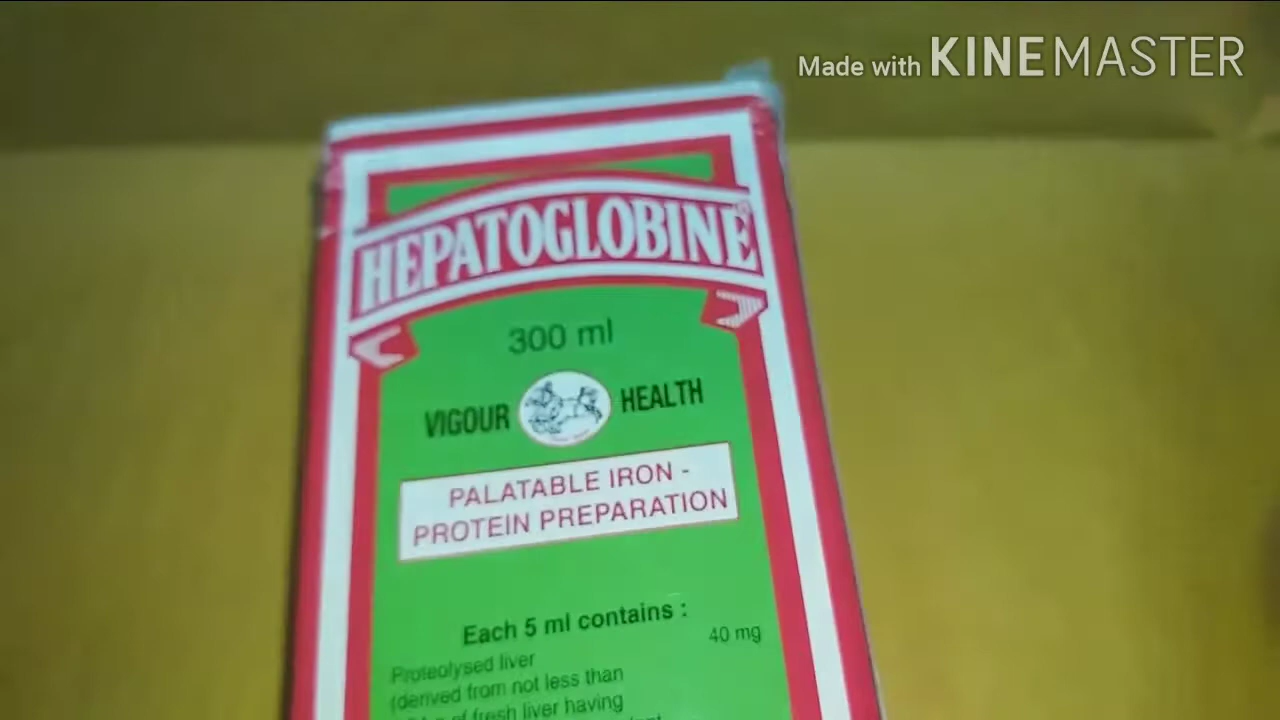 Made with KINEMASTER
HEPATOGLOBINE®
300 ml
VIGOUR HEALTH
PALATABLE IRON -
PROTEIN PREPARATION
Each 5 ml contains :
Proteolysed liver 40 mg
(derived from not less than
g of fresh liver having